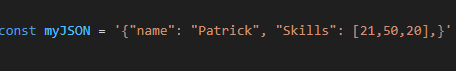 const myJSON = '{"name": "Patrick", "Skills": [21,50,20],}'